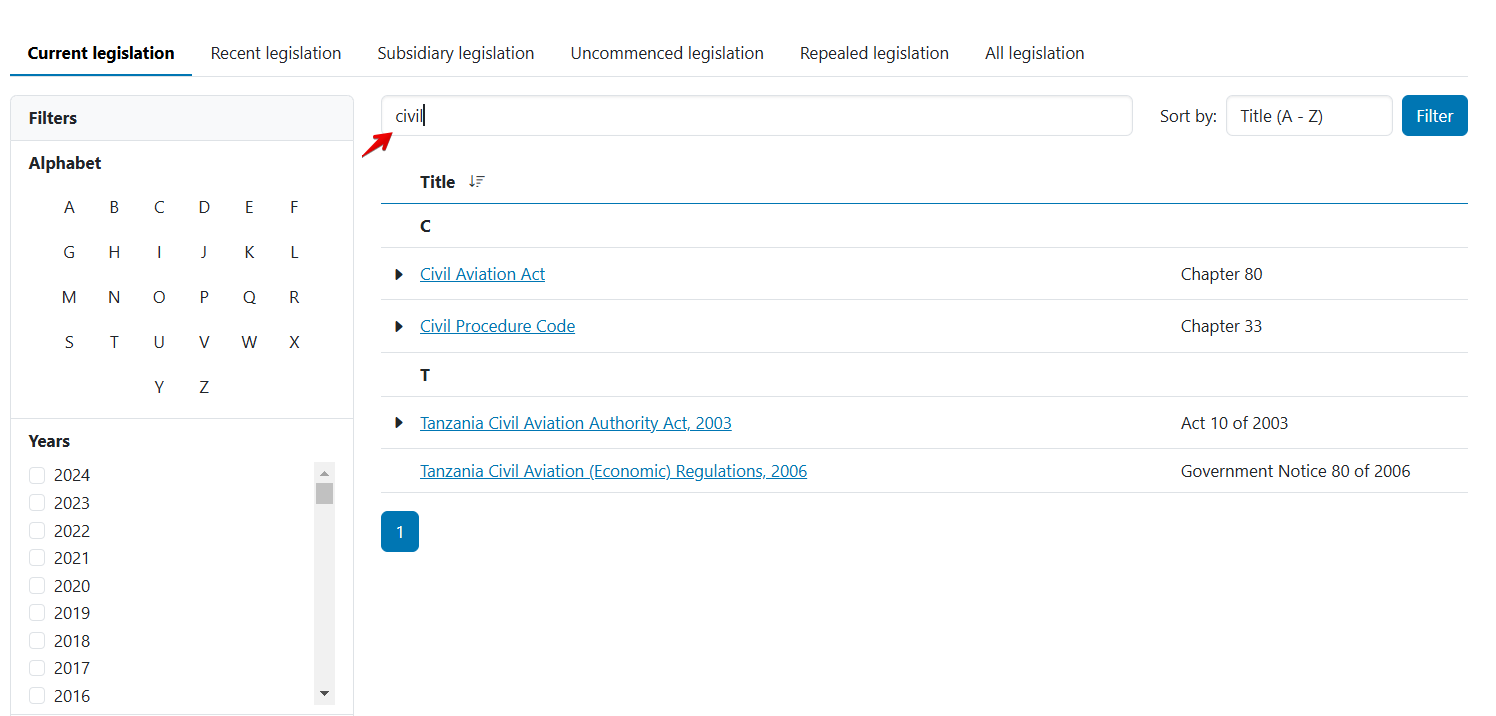 Current legislation Recent legislation Subsidiary legislation Uncommenced legislation Repealed legislation All legislation
Filters
Alphabet
A B C D E F
G H I J K L
M N O P Q R
S T U V W X
Y Z
Years
2024
2023
2022
2021
2020
2019
2018
2017
2016
civil Sort by: Title (A - Z) Filter
Title
C
Civil Aviation Act Chapter 80
Civil Procedure Code Chapter 33
T
Tanzania Civil Aviation Authority Act, 2003 Act 10 of 2003
Tanzania Civil Aviation (Economic) Regulations, 2006 Government Notice 80 of 2006
1